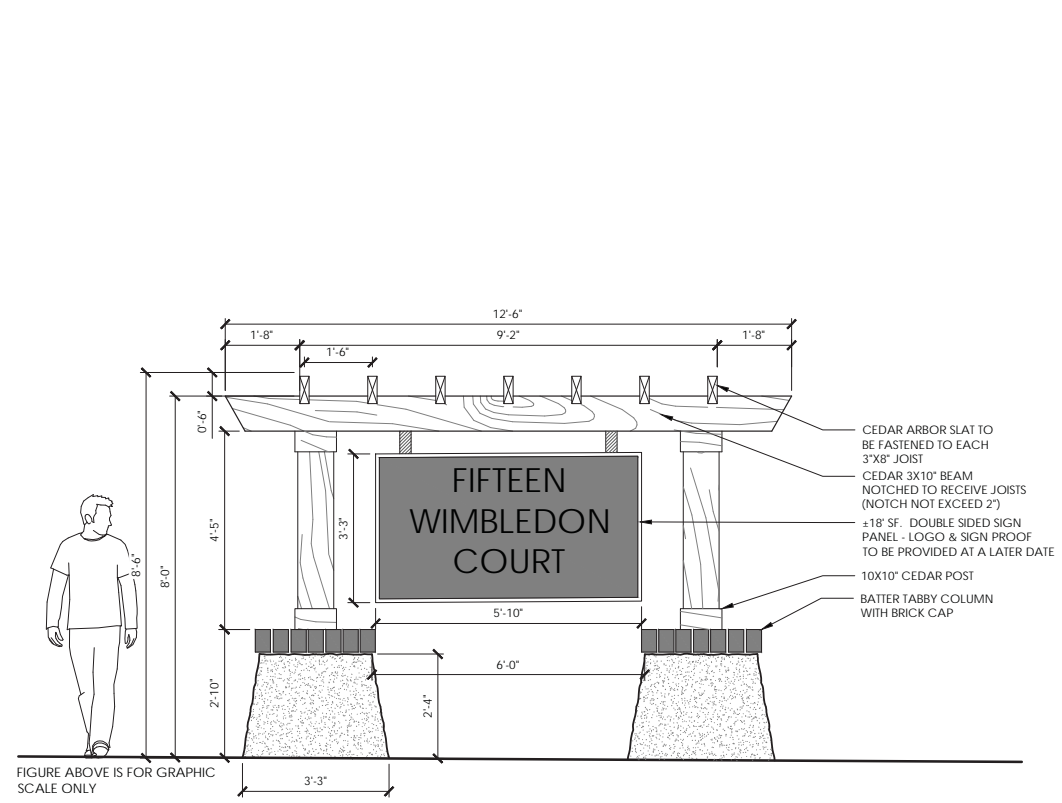 12'-6"
1'-8"
9'-2"
1'-8"
1'-6"
0'-6"
CEDAR ARBOR SLAT TO
BE FASTENED TO EACH
3"X8" JOIST
CEDAR 3X10" BEAM
NOTCHED TO RECEIVE JOISTS
(NOTCH NOT EXCEED 2")
±18' SF. DOUBLE SIDED SIGN
PANEL - LOGO & SIGN PROOF
TO BE PROVIDED AT A LATER DATE
10X10" CEDAR POST
BATTER TABBY COLUMN
WITH BRICK CAP
FIFTEEN
WIMBLEDON
COURT
8'-6"
8'-0"
4'-5"
3'-3"
5'-10"
6'-0"
2'-10"
2'-4"
3'-3"
FIGURE ABOVE IS FOR GRAPHIC
SCALE ONLY